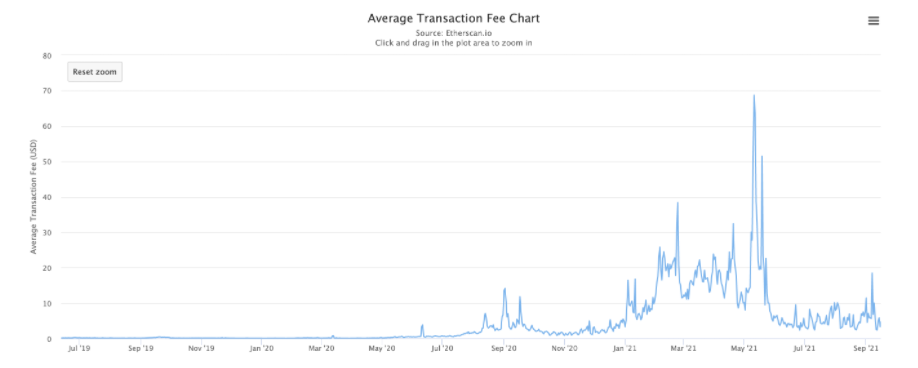 Average Transaction Fee Chart
Source: Etherscan.io
Click and drag in the plot area to zoom in
Reset zoom
Average Transaction Fee (USD)
80
70
60
50
40
30
20
10
0
Jul '19 Sep '19 Nov '19 Jan '20 Mar '20 May '20 Jul '20 Sep '20 Nov '20 Jan '21 Mar '21 May '21 Jul '21 Sep '21